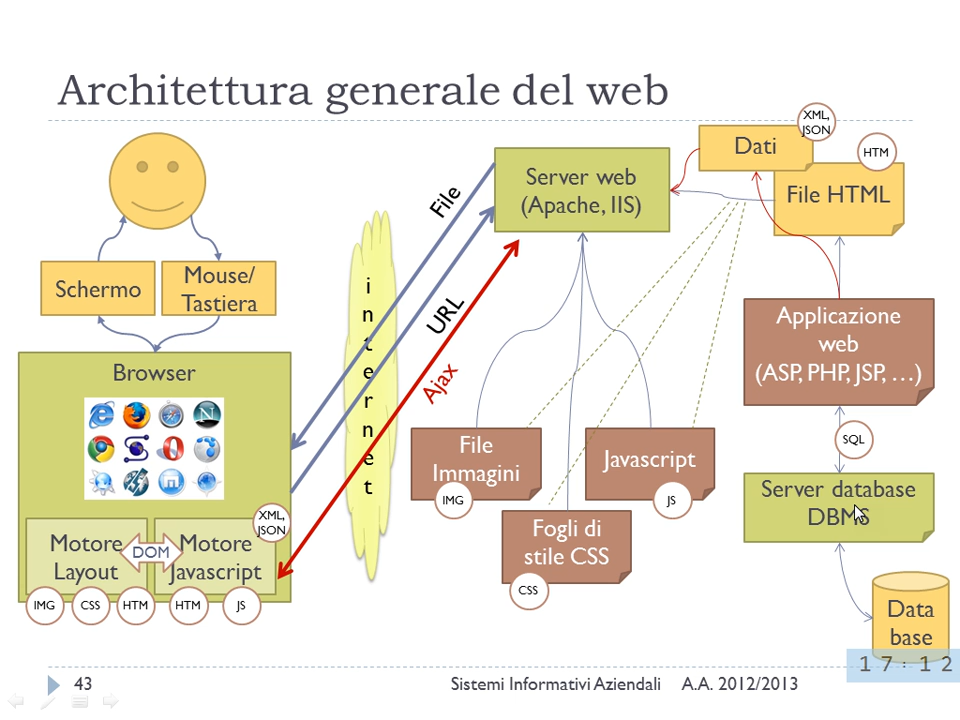 Architettura generale del web
Schermo
Mouse/
Tastiera
Browser
Motore
Layout
DOM
Motore
Javascript
XML,
JSON
IMG
CSS
HTM
HTM
JS
internet
File
URL
Ajax
Server web
(Apache, IIS)
Dati
XML,
JSON
File HTML
HTM
File
Immagini
IMG
Javascript
JS
Fogli di
stile CSS
CSS
Applicazione
web
(ASP, PHP, JSP, …)
SQL
Server database
DBMS
Data
base
17:12
43
Sistemi Informativi Aziendali
A.A. 2012/2013